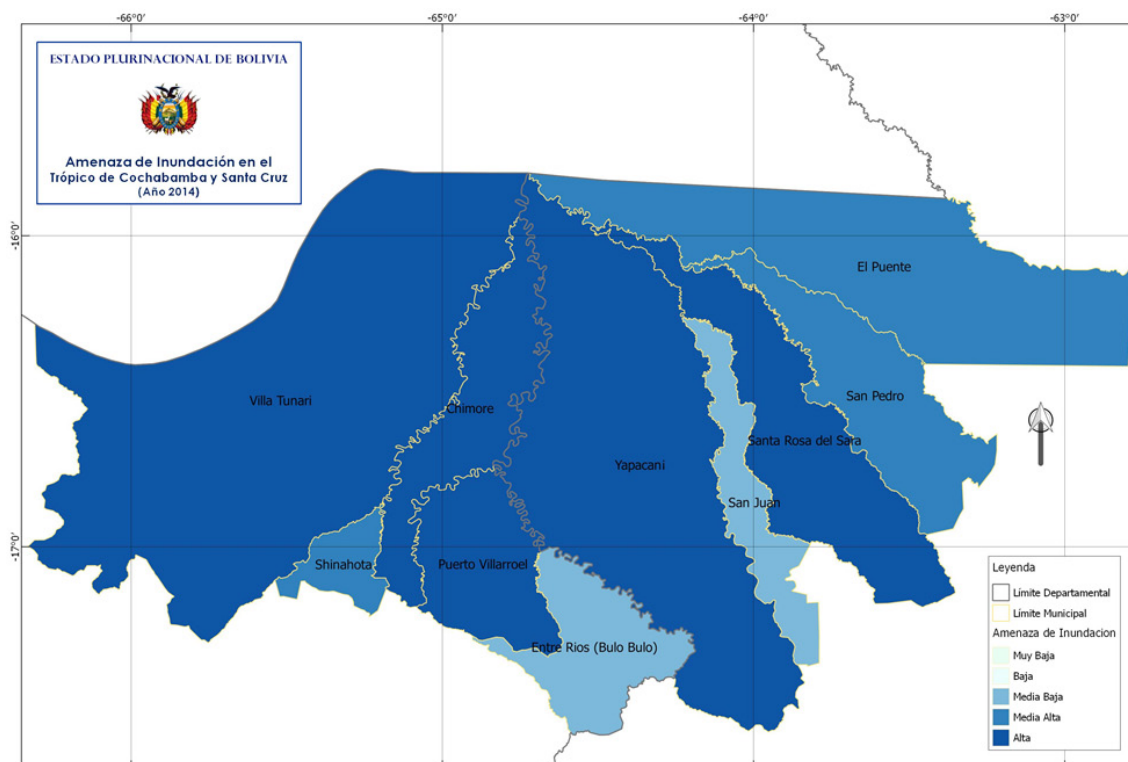 -66°0'
-65°0'
-64°0'
-63°0'
ESTADO PLURINACIONAL DE BOLIVIA
Amenaza de Inundación en el
Trópico de Cochabamba y Santa Cruz
(Año 2014)
-16°0'
El Puente
Villa Tunari
Chimore
San Pedro
Santa Rosa del Sara
Yapacani
San Juan
-17°0'
Shinahota
Puerto Villarroel
Entre Rios (Bulo Bulo)
Leyenda
Límite Departamental
Límite Municipal
Amenaza de Inundacion
Muy Baja
Baja
Media Baja
Media Alta
Alta